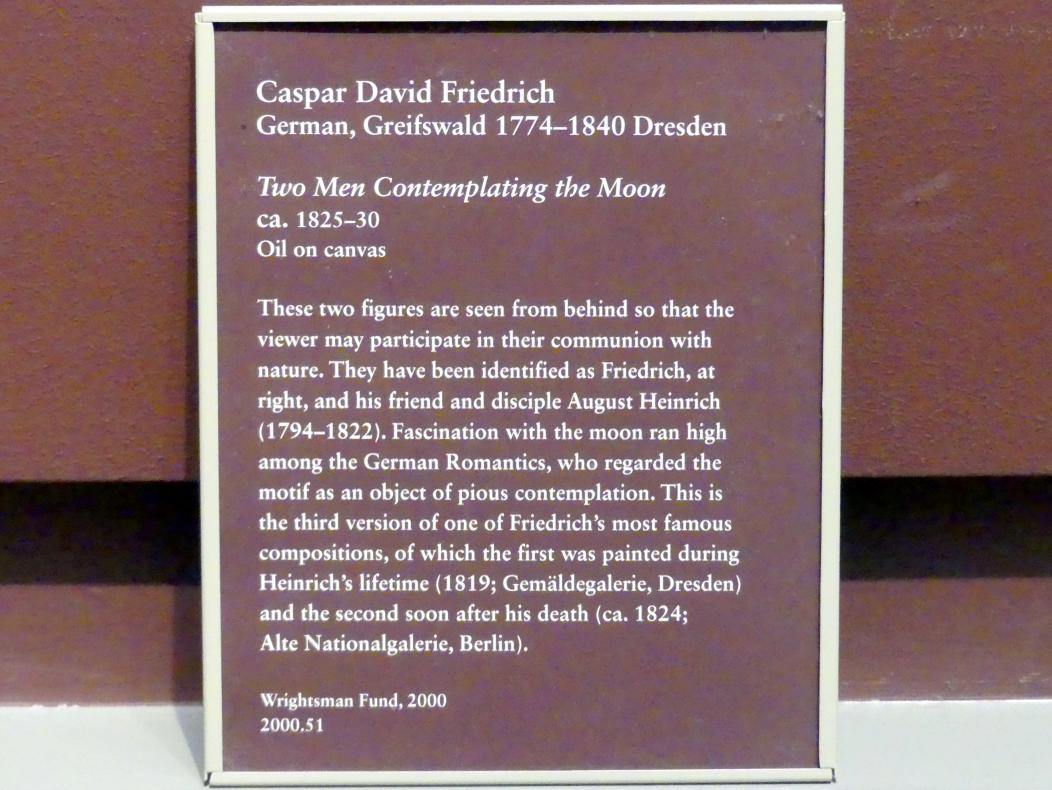 Caspar David Friedrich
German, Greifswald 1774–1840 Dresden
Two Men Contemplating the Moon
ca. 1825–30
Oil on canvas
These two figures are seen from behind so that the
viewer may participate in their communion with
nature. They have been identified as Friedrich, at
right, and his friend and disciple August Heinrich
(1794–1822). Fascination with the moon ran high
among the German Romantics, who regarded the
motif as an object of pious contemplation. This is
the third version of one of Friedrich's most famous
compositions, of which the first was painted during
Heinrich's lifetime (1819; Gemäldegalerie, Dresden)
and the second soon after his death (ca. 1824;
Alte Nationalgalerie, Berlin).
Wrightsman Fund, 2000
2000.51